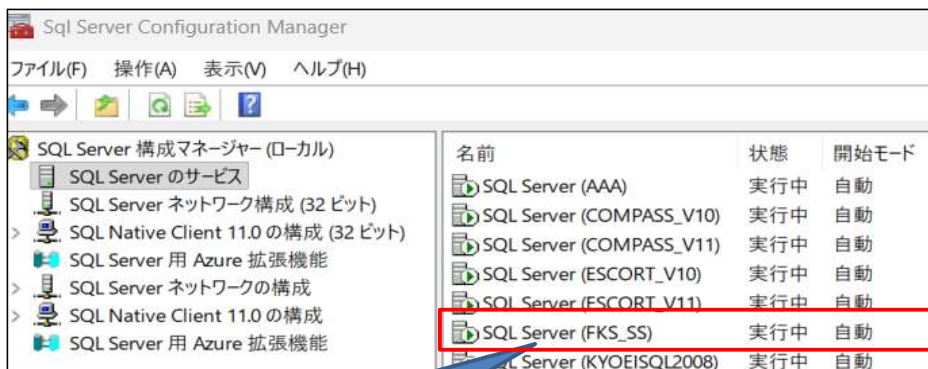 Sql Server Configuration Manager
ファイル(F) 操作(A) 表示(V) ヘルプ(H)
SQL Server 構成マネージャー (ローカル)
SQL Server のサービス
SQL Server ネットワーク構成 (32 ビット)
SQL Native Client 11.0 の構成 (32 ビット)
SQL Server 用 Azure 拡張機能
SQL Server ネットワークの構成
SQL Native Client 11.0 の構成
SQL Server 用 Azure 拡張機能
名前 状態 開始モード
SQL Server (AAA) 実行中 自動
SQL Server (COMPASS_V10) 実行中 自動
SQL Server (COMPASS_V11) 実行中 自動
SQL Server (ESCORT_V10) 実行中 自動
SQL Server (ESCORT_V11) 実行中 自動
SQL Server (FKS_SS) 実行中 自動
SQL Server (KYOEISQL2008) 実行中 自動